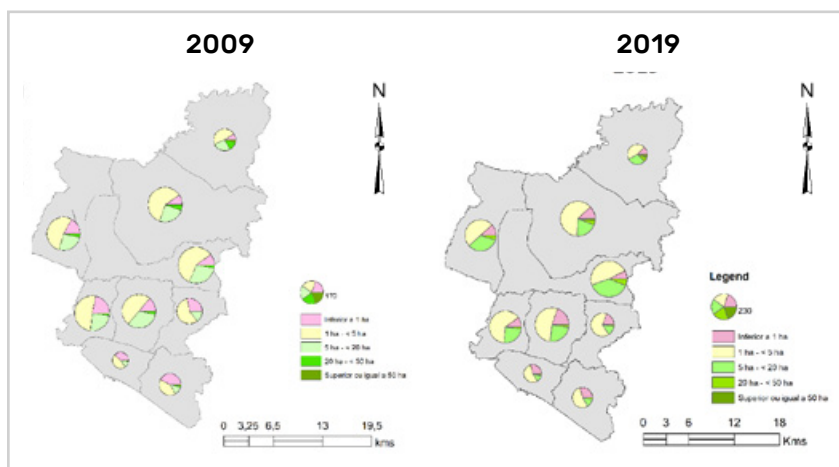 2009
2019
N
N
170
Inferior a 1 ha
1 ha - < 5 ha
5 ha - < 20 ha
20 ha - < 50 ha
Superior ou igual a 50 ha
0 3,25 6,5 13 19,5
kms
Legend
230
Inferior a 1 ha
1 ha - < 5 ha
5 ha - < 20 ha
20 ha - < 50 ha
Superior ou igual a 50 ha
0 3 6 12 18
Kms